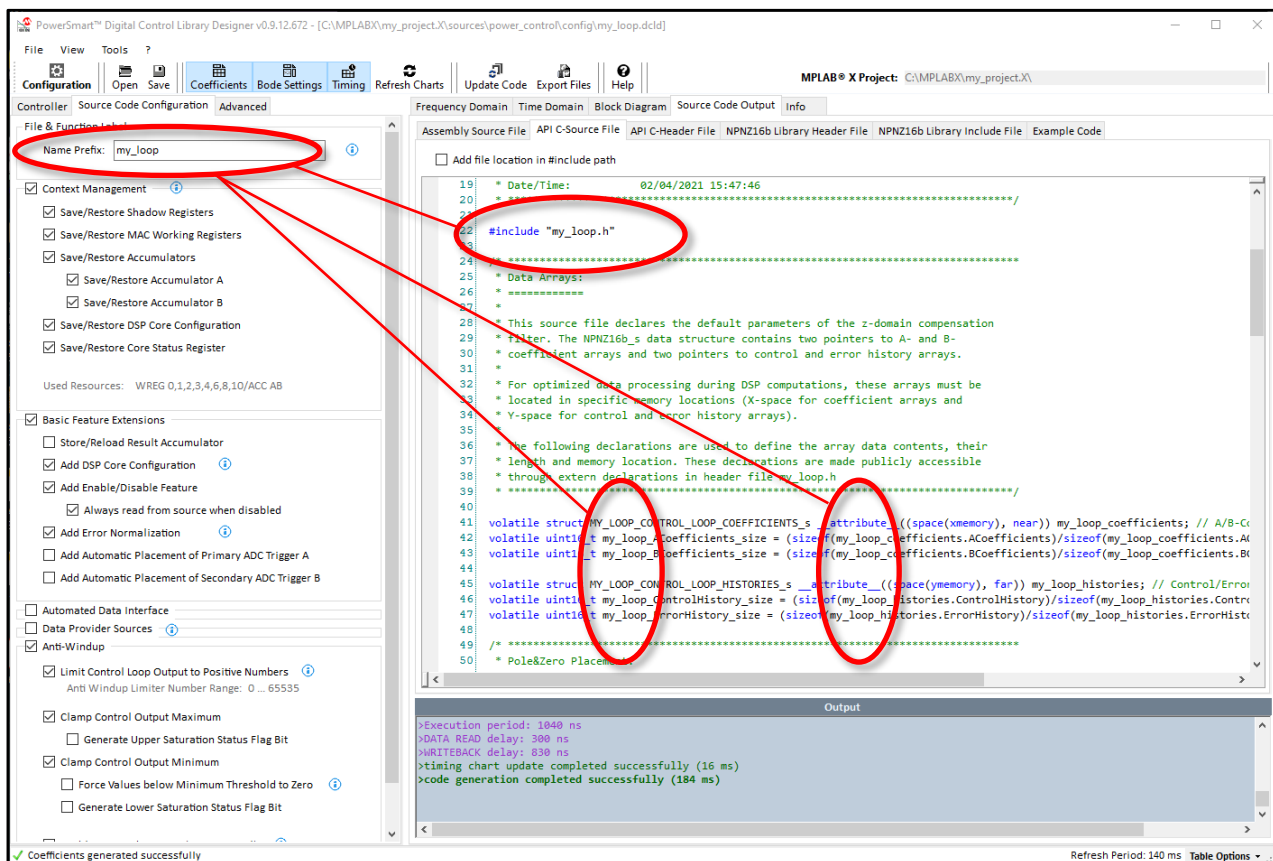 PowerSmart™ Digital Control Library Designer v0.9.12.672 - [C:\MPLABX\my_project.X\sources\power_control\config\my_loop.dcld]
File View Tools ?
Configuration Open Save Coefficients Bode Settings Timing Refresh Charts Update Code Export Files Help MPLAB® X Project: C:\MPLABX\my_project.X\
Controller Source Code Configuration Advanced
File & Function Label
Name Prefix: my_loop
Context Management
Save/Restore Shadow Registers
Save/Restore MAC Working Registers
Save/Restore Accumulators
Save/Restore Accumulator A
Save/Restore Accumulator B
Save/Restore DSP Core Configuration
Save/Restore Core Status Register
Used Resources: WREG 0,1,2,3,4,6,8,10/ACC AB
Basic Feature Extensions
Store/Reload Result Accumulator
Add DSP Core Configuration
Add Enable/Disable Feature
Always read from source when disabled
Add Error Normalization
Add Automatic Placement of Primary ADC Trigger A
Add Automatic Placement of Secondary ADC Trigger B
Automated Data Interface
Data Provider Sources
Anti-Windup
Limit Control Loop Output to Positive Numbers
Anti Windup Limiter Number Range: 0 ... 65535
Clamp Control Output Maximum
Generate Upper Saturation Status Flag Bit
Clamp Control Output Minimum
Force Values below Minimum Threshold to Zero
Generate Lower Saturation Status Flag Bit
Frequency Domain Time Domain Block Diagram Source Code Output Info
Assembly Source File API C-Source File API C-Header File NPNZ16b Library Header File NPNZ16b Library Include File Example Code
Add file location in #include path
19 * Date/Time: 02/04/2021 15:47:46
20 * ***********************************************************************************/
21
22 #include "my_loop.h"
23
24 /* ***********************************************************************************
25 * Data Arrays:
26 * ============
27 *
28 * This source file declares the default parameters of the z-domain compensation
29 * filter. The NPNZ16b_s data structure contains two pointers to A- and B-
30 * coefficient arrays and two pointers to control and error history arrays.
31 *
32 * For optimized data processing during DSP computations, these arrays must be
33 * located in specific memory locations (X-space for coefficient arrays and
34 * Y-space for control and error history arrays).
35 *
36 * The following declarations are used to define the array data contents, their
37 * length and memory location. These declarations are made publicly accessible
38 * through extern declarations in header file my_loop.h
39 * ***********************************************************************************/
40
41 volatile struct MY_LOOP_CONTROL_LOOP_COEFFICIENTS_s __attribute__((space(xmemory), near)) my_loop_coefficients; // A/B-Co
42 volatile uint16_t my_loop_ACoefficients_size = (sizeof(my_loop_coefficients.ACoefficients)/sizeof(my_loop_coefficients.AC
43 volatile uint16_t my_loop_BCoefficients_size = (sizeof(my_loop_coefficients.BCoefficients)/sizeof(my_loop_coefficients.BC
44
45 volatile struct MY_LOOP_CONTROL_LOOP_HISTORIES_s __attribute__((space(ymemory), far)) my_loop_histories; // Control/Error
46 volatile uint16_t my_loop_ControlHistory_size = (sizeof(my_loop_histories.ControlHistory)/sizeof(my_loop_histories.Contro
47 volatile uint16_t my_loop_ErrorHistory_size = (sizeof(my_loop_histories.ErrorHistory)/sizeof(my_loop_histories.ErrorHisto
48
49 /* ***********************************************************************************
50 * Pole&Zero Placement:
Output
>Execution period: 1040 ns
>DATA READ delay: 300 ns
>WRITEBACK delay: 830 ns
>timing chart update completed successfully (16 ms)
>code generation completed successfully (184 ms)
Coefficients generated successfully
Refresh Period: 140 ms Table Options